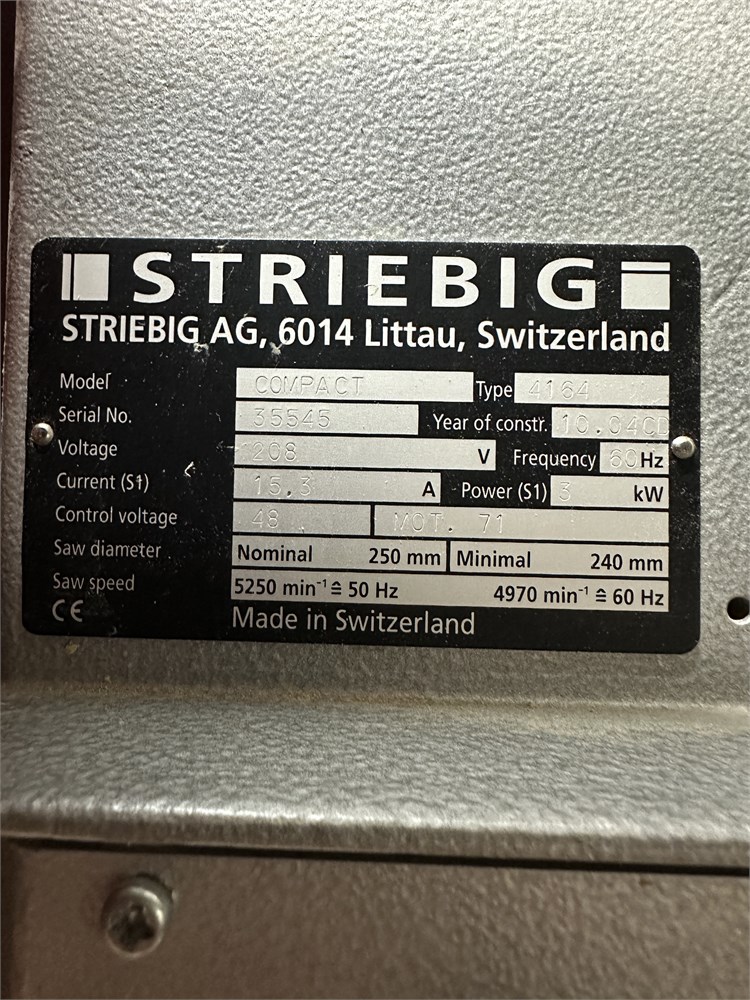 STRIEBIG
STRIEBIG AG, 6014 Littau, Switzerland
Model COMPACT Type 4164
Serial No. 35545 Year of constr. 10.04CD
Voltage 208 V Frequency 60 Hz
Current (S1) 15,3 A Power (S1) 3 kW
Control voltage 48 MOT. 71
Saw diameter Nominal 250 mm Minimal 240 mm
Saw speed 5250 min⁻¹ ≙ 50 Hz 4970 min⁻¹ ≙ 60 Hz
CE Made in Switzerland